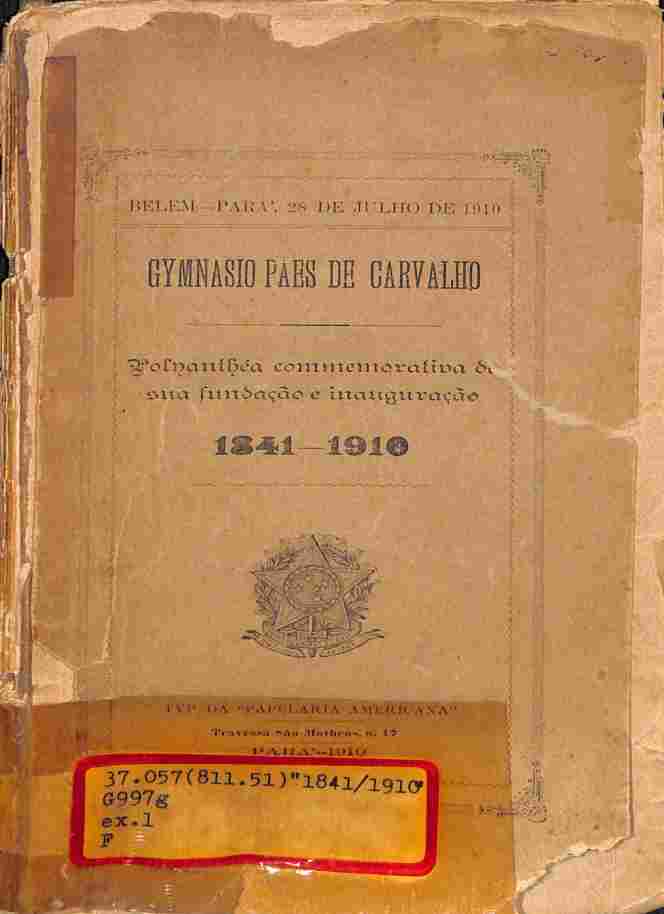 BELEM—PARA', 28 DE JULHO DE 1910
GYMNASIO PAES DE CARVALHO
Polyanthéa commemorativa de
sua fundação e inauguração
1841—1910
TYP. DA "PAPELARIA AMERICANA"
Travessa São Matheus, n. 17
PARA'—1910
37.057(811.51)"1841/1910"
G997g
ex.1
F